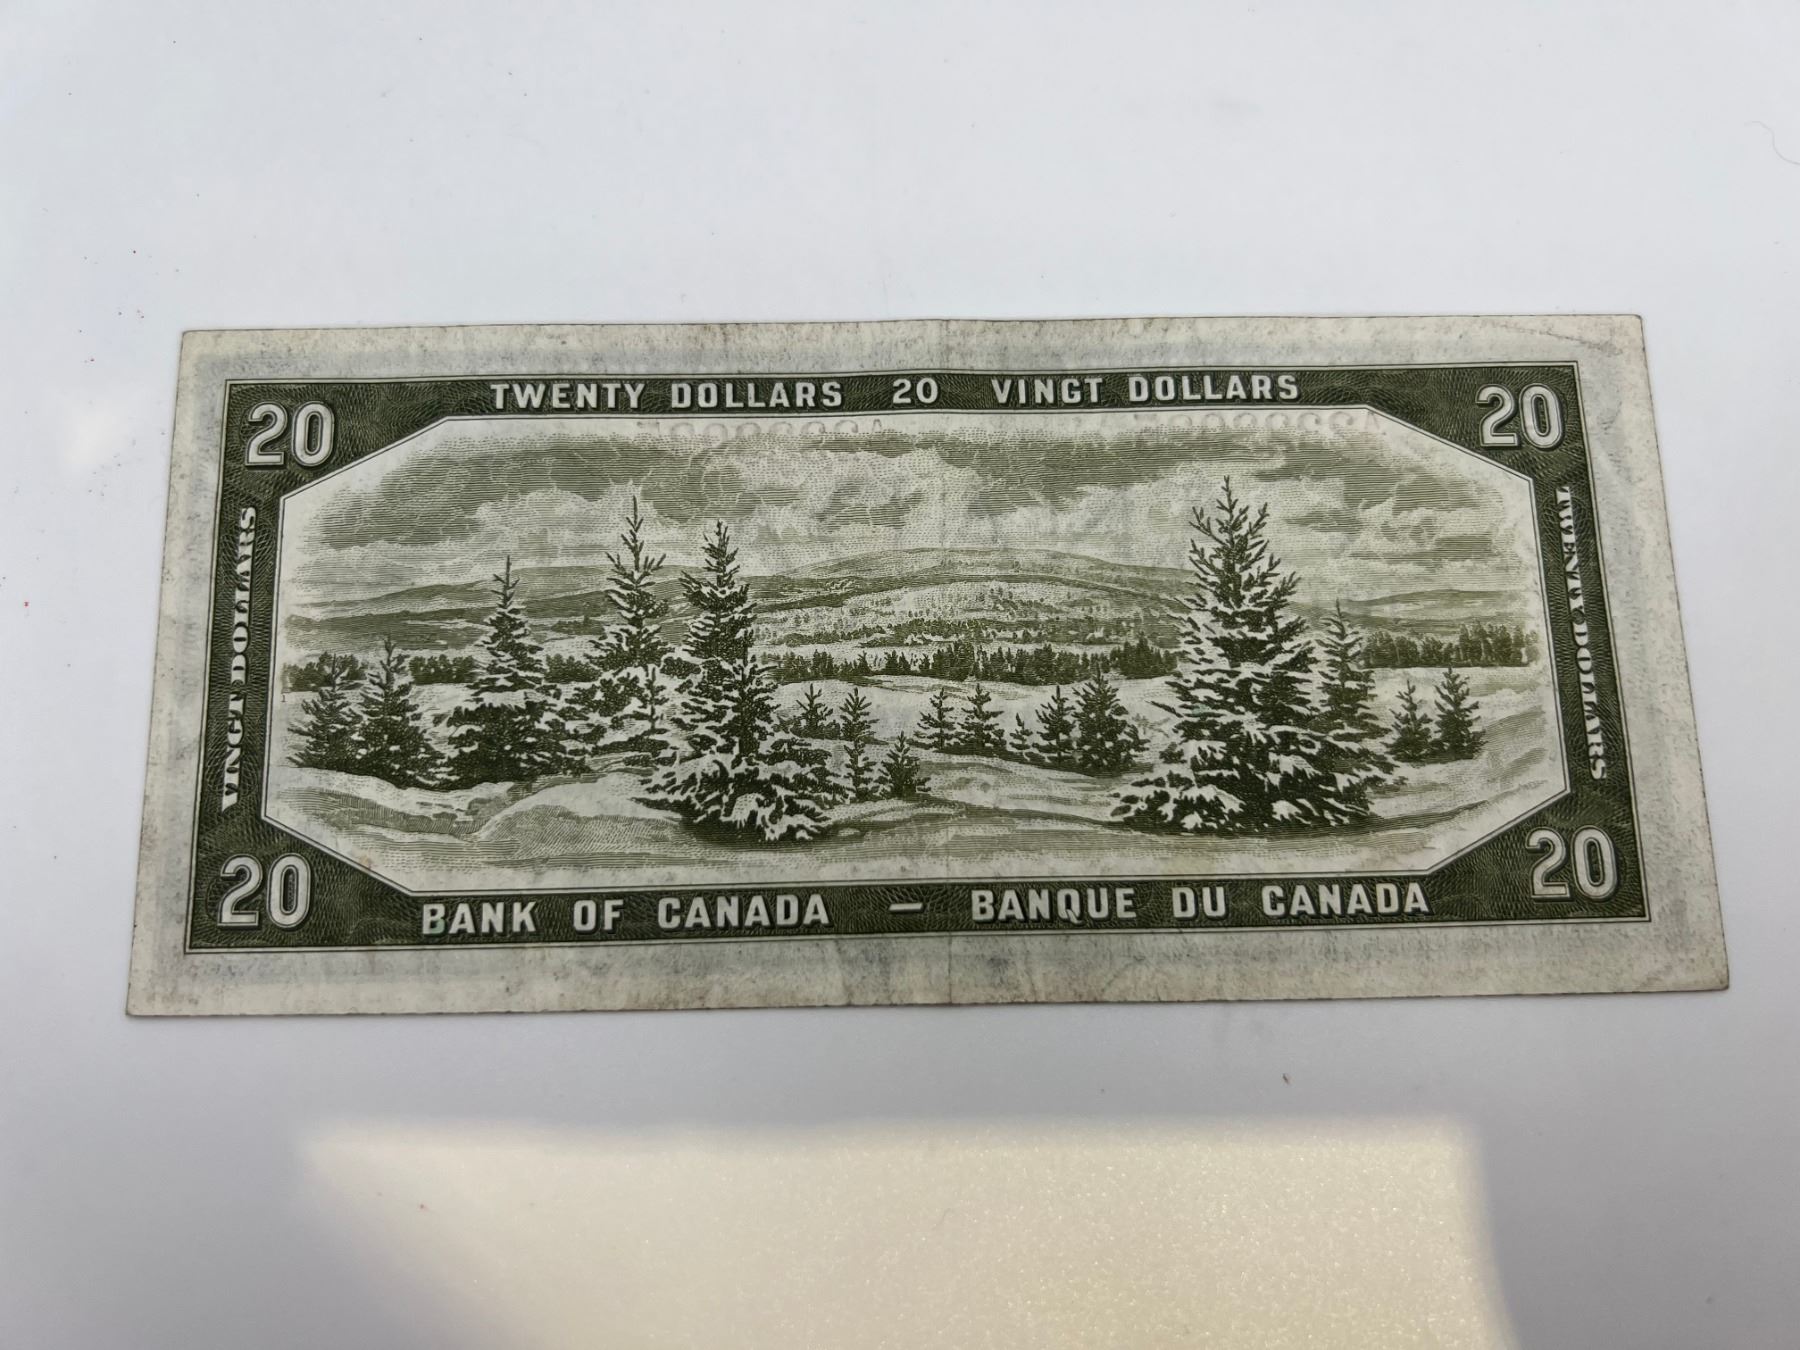 TWENTY DOLLARS 20 VINGT DOLLARS
20
20
VINGT DOLLARS
TWENTY DOLLARS
20
20
BANK OF CANADA — BANQUE DU CANADA